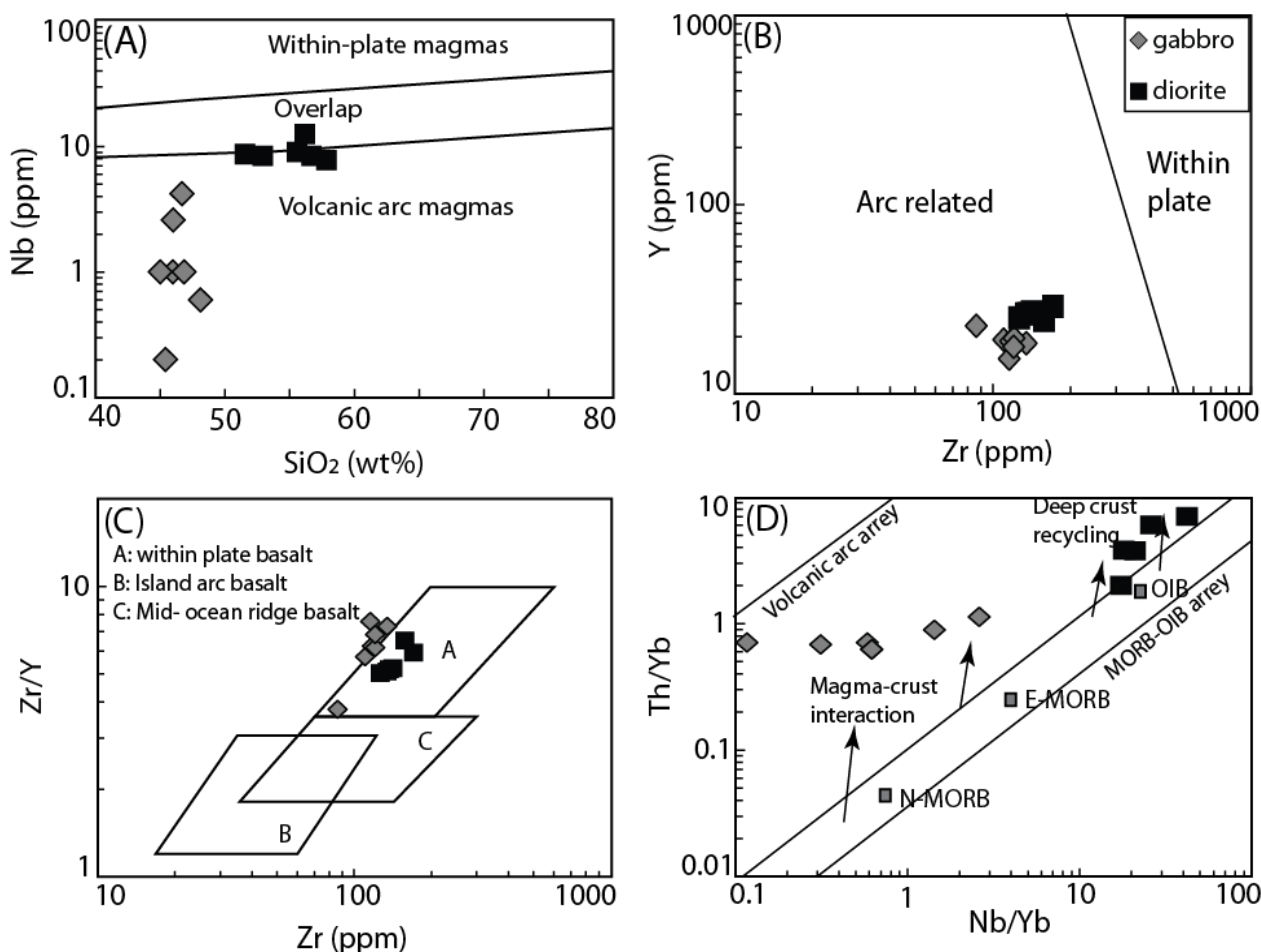 (A)
100
10
1
0.1
Nb (ppm)
Within-plate magmas
Overlap
Volcanic arc magmas
40
50
60
70
80
SiO₂ (wt%)
(B)
1000
100
10
Y (ppm)
gabbro
diorite
Arc related
Within
plate
10
100
1000
Zr (ppm)
(C)
A: within plate basalt
B: Island arc basalt
C: Mid- ocean ridge basalt
10
1
Zr/Y
A
C
B
10
100
1000
Zr (ppm)
(D)
10
1
0.1
0.01
Th/Yb
Volcanic arc arrey
Deep crust
recycling
OIB
MORB-OIB arrey
Magma-crust
interaction
E-MORB
N-MORB
0.1
1
10
100
Nb/Yb